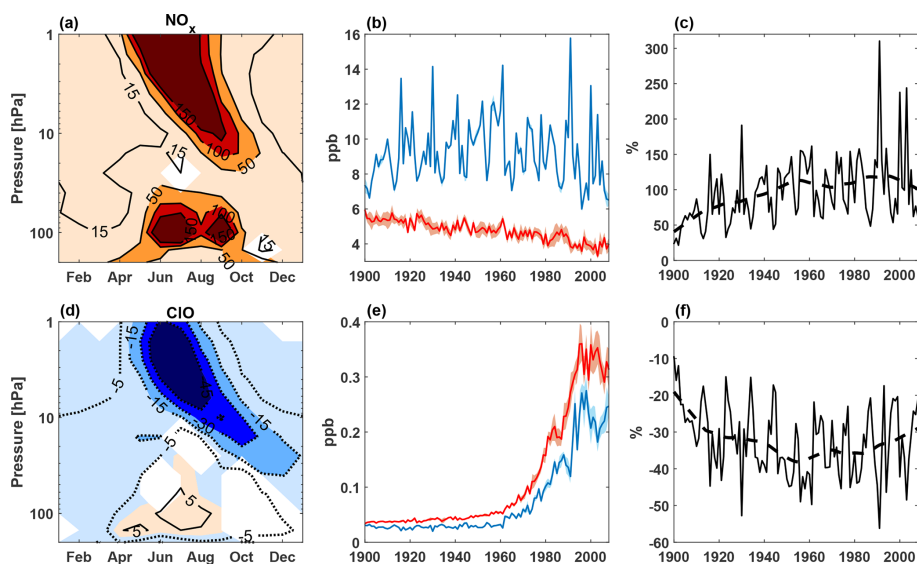 (a) NOx (b) (c)
1 16 350
15 14 300
150 12 250
Pressure [hPa] 10 ppb 10 % 200
100 8 150
15 50 6 100
50 100 4 50
15 100 150 150 0
15 50
Feb Apr Jun Aug Oct Dec 1900 1920 1940 1960 1980 2000 1900 1920 1940 1960 1980 2000
(d) ClO (e) (f)
1 0.4 0
-15 -15 -10
-5 0.3 -20
Pressure [hPa] 10 ppb 0.2 % -30
-15 -30 -40
-5 -5 0.1 -50
100 5 -5 0 -60
-5
Feb Apr Jun Aug Oct Dec 1900 1920 1940 1960 1980 2000 1900 1920 1940 1960 1980 2000